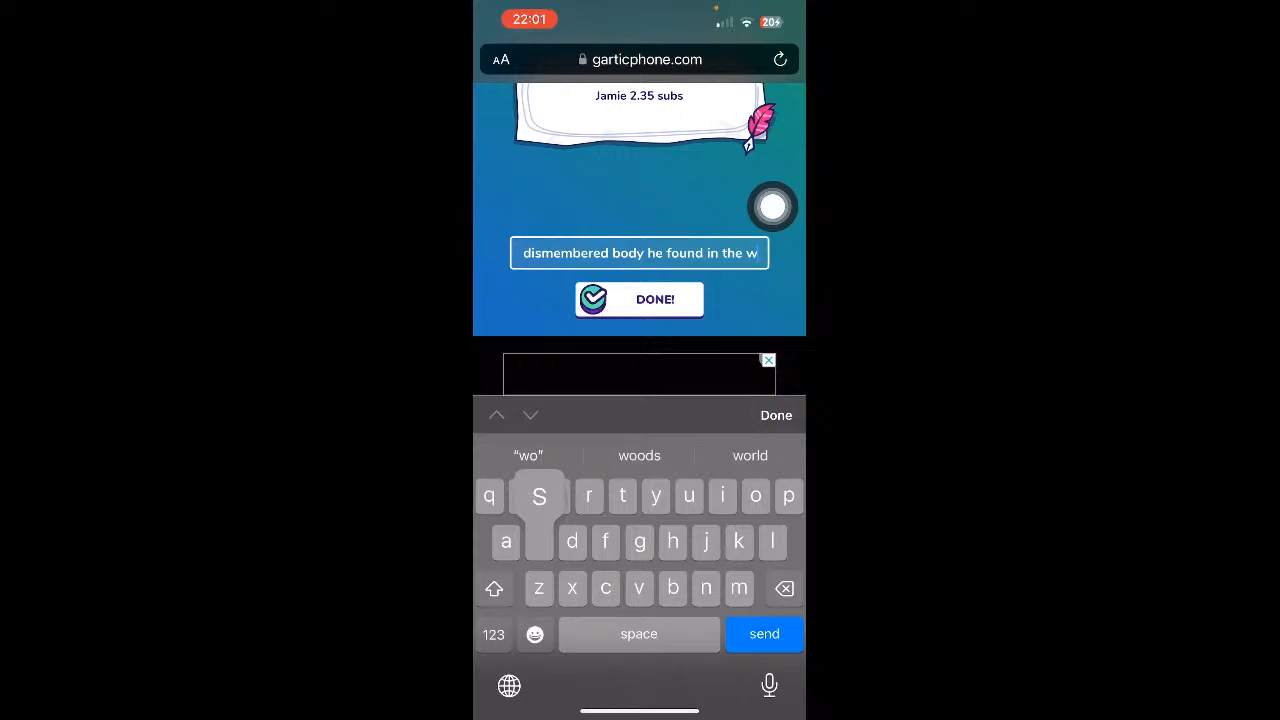 22:01
20
AA garticphone.com
Jamie 2.35 subs
dismembered body he found in the w
DONE!
Done
“wo” woods world
q S r t y u i o p
a d f g h j k l
z x c v b n m
123 space send